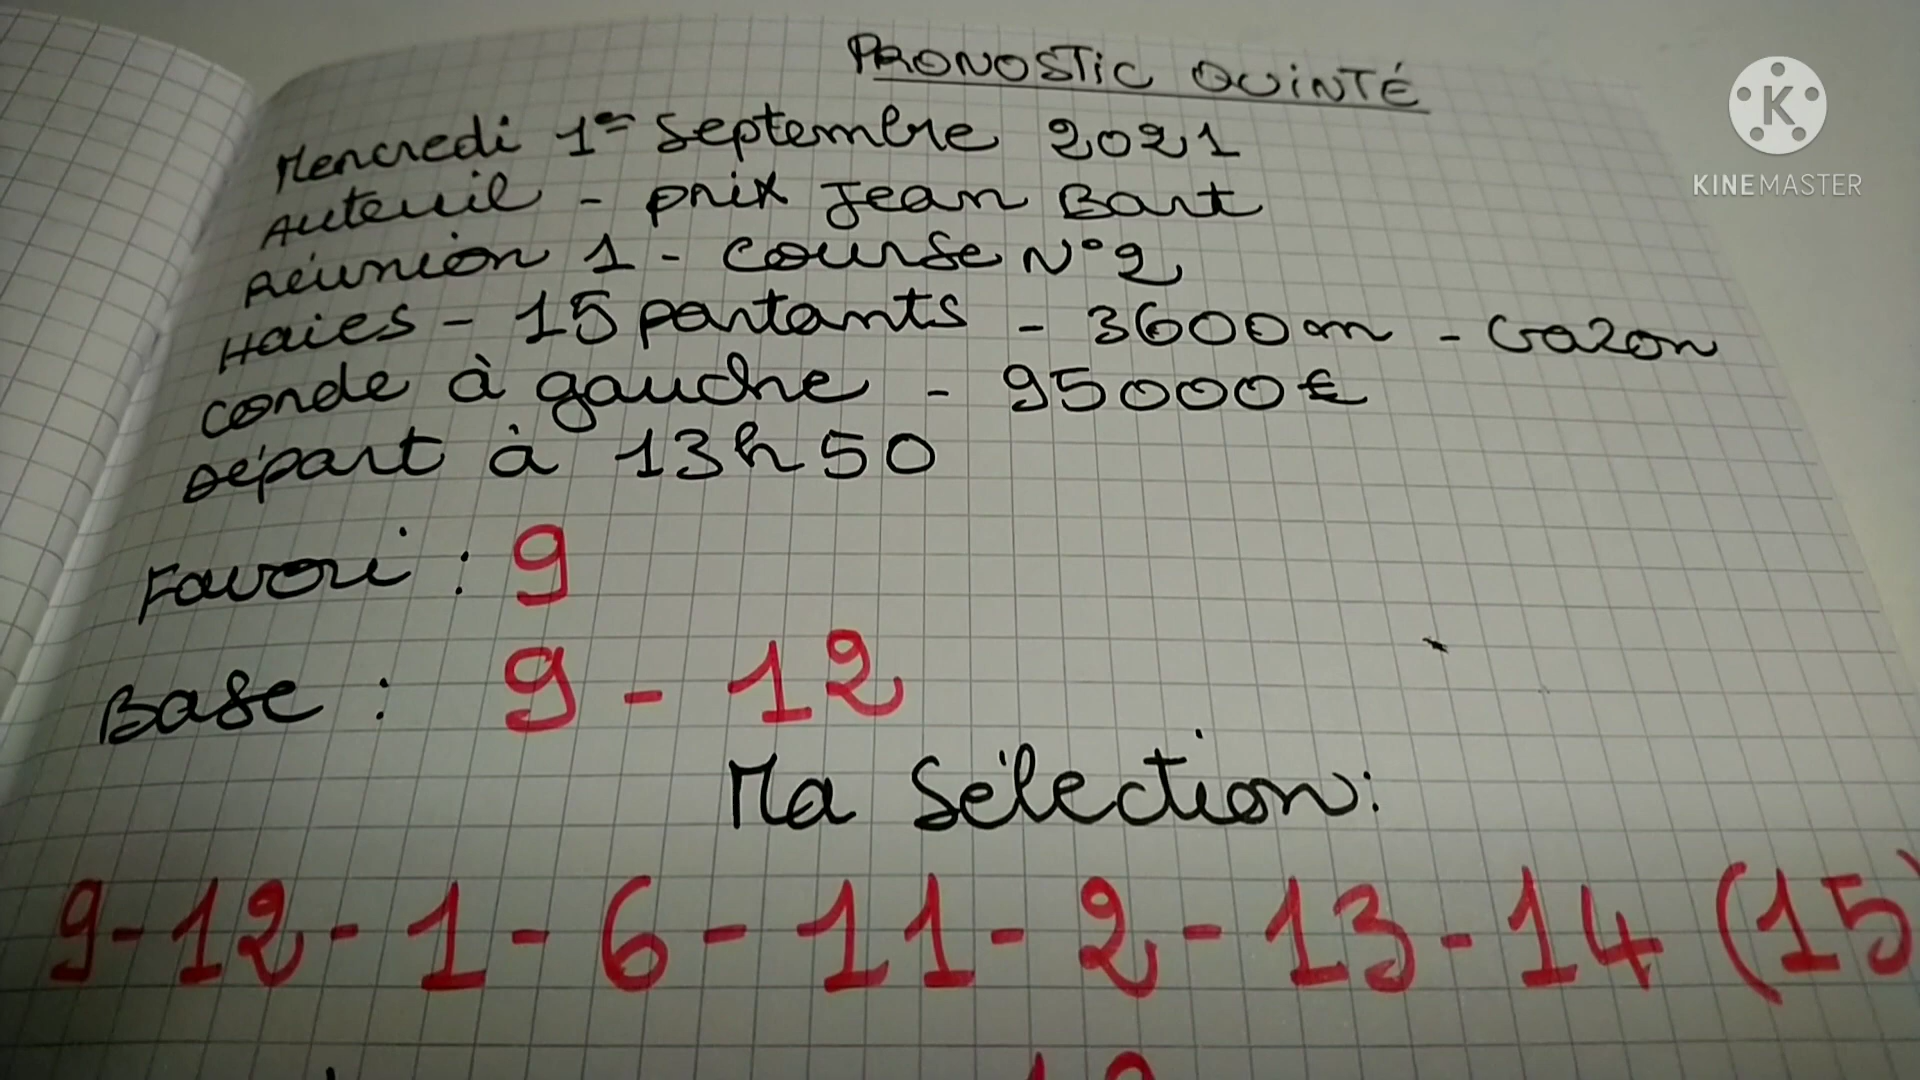 PRONOSTIC QUINTÉ
Mercredi 1er Septembre 2021
Auteuil - prix Jean Bart
Réunion 1 - course N°2
Haies - 15 partants - 3600m - Gazon
corde à gauche - 95000€
Départ à 13h50
Favori : 9
Base : 9 - 12
Ma Sélection:
9-12-1-6-11-2-13-14 (15)
K
KINEMASTER